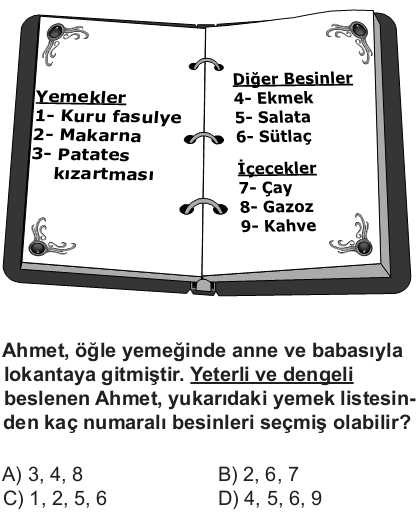 Yemekler
1- Kuru fasulye
2- Makarna
3- Patates
kızartması
Diğer Besinler
4- Ekmek
5- Salata
6- Sütlaç
İçecekler
7- Çay
8- Gazoz
9- Kahve
Ahmet, öğle yemeğinde anne ve babasıyla
lokantaya gitmiştir. Yeterli ve dengeli
beslenen Ahmet, yukarıdaki yemek listesin-
den kaç numaralı besinleri seçmiş olabilir?
A) 3, 4, 8
B) 2, 6, 7
C) 1, 2, 5, 6
D) 4, 5, 6, 9